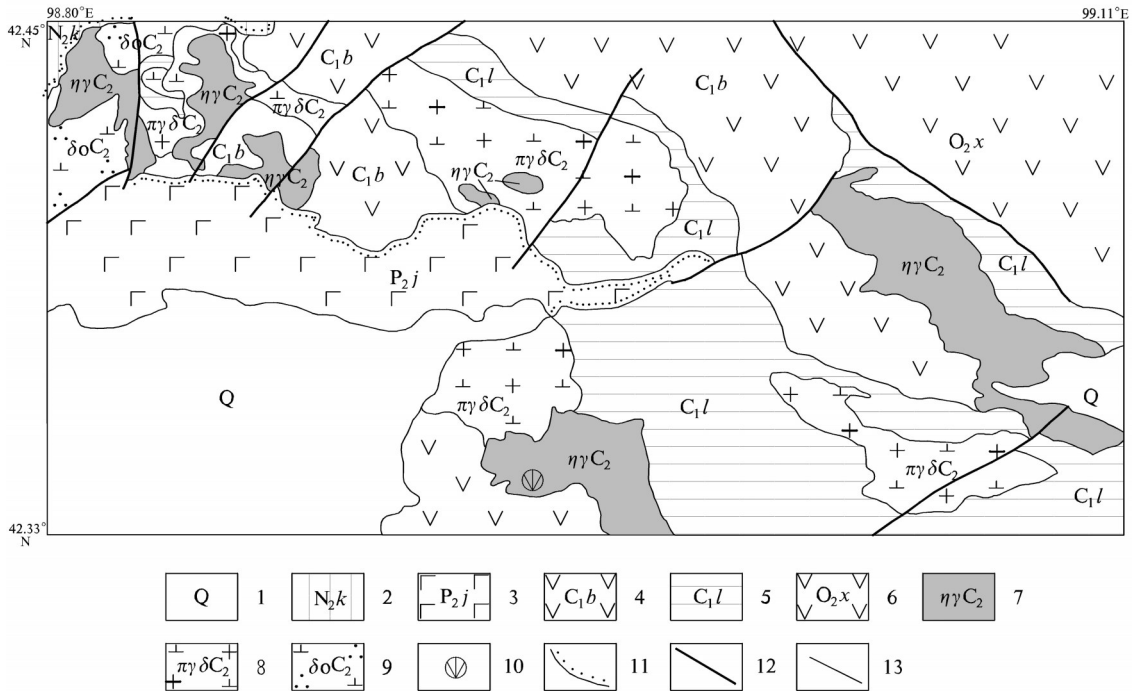 98.80°E 99.11°E
42.45°
N
N₂k
δoC₂
C₁b
C₁l
C₁b
ηγC₂
ηγC₂
πγδC₂
πγδC₂
O₂x
δoC₂
C₁b
πγδC₂
ηγC₂
C₁b
ηγC₂
C₁l
ηγC₂
C₁l
P₂j
Q
C₁l
Q
πγδC₂
ηγC₂
πγδC₂
C₁l
42.33°
N
Q 1 N₂k 2 P₂j 3 C₁b 4 C₁l 5 O₂x 6 ηγC₂ 7
πγδC₂ 8 δoC₂ 9 10 11 12 13